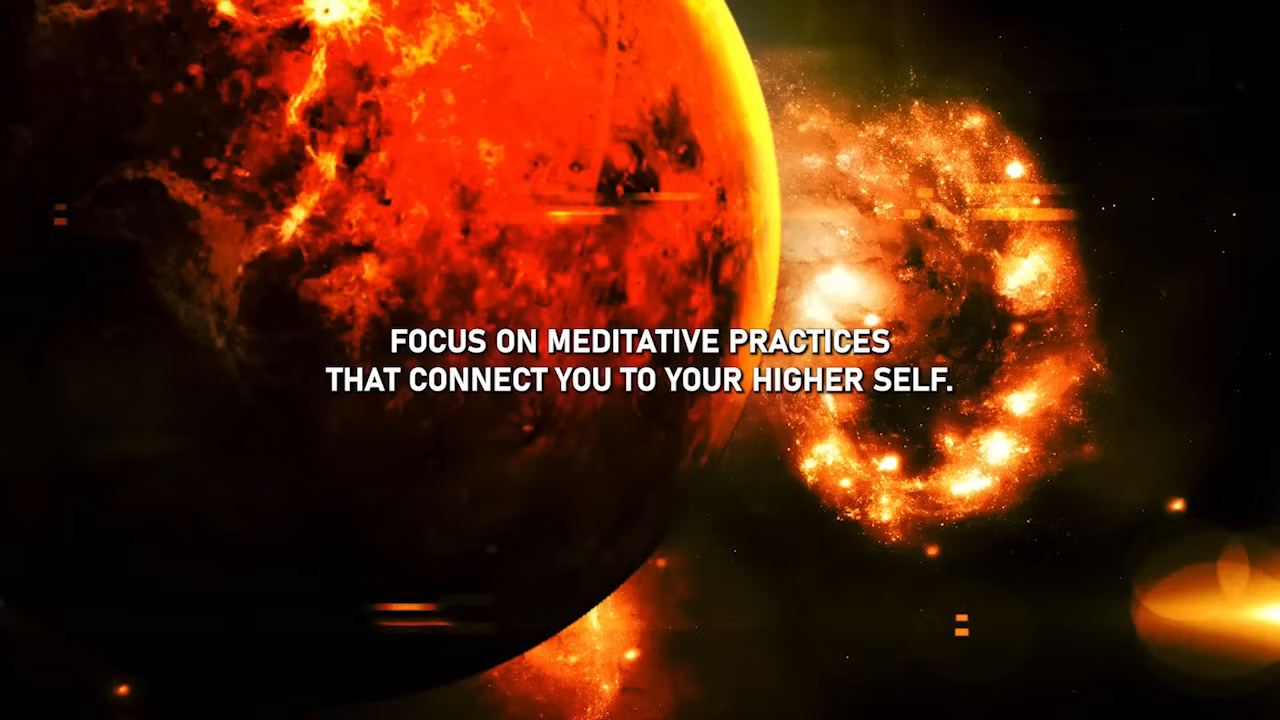 FOCUS ON MEDITATIVE PRACTICES
THAT CONNECT YOU TO YOUR HIGHER SELF.